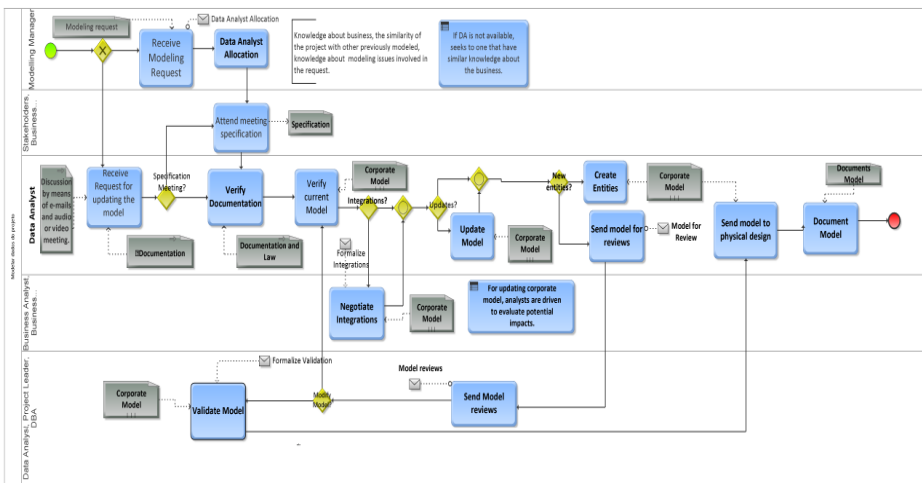 Modelar dados do projeto
Modelling Manager
Modeling request
X
Receive
Modeling
Request
Data Analyst Allocation
Data Analyst
Allocation
Knowledge about business, the similarity of
the project with other previously modeled,
knowledge about modeling issues involved in
the request.
If DA is not available,
seeks to one that have
similar knowledge about
the business.
Stakeholders,
Business...
Attend meeting
specification
Specification
Data Analyst
Discussion
by means
of e-mails
and audio
or video
meeting.
Receive
Request for
updating the
model
Documentation
Specification
Meeting?
Verify
Documentation
Documentation and
Law
Verify
current
Model
Corporate
Model
Integrations?
Formalize
Integrations
Updates?
Update
Model
Corporate
Model
New
entities?
Create
Entities
Corporate
Model
Send model for
reviews
Model for
Review
Send model to
physical design
Documents
Model
Document
Model
Business Analyst,
Business...
Negotiate
Integrations
Corporate
Model
For updating corporate
model, analysts are driven
to evaluate potential
impacts.
Data Analyst, Project Leader,
DBA
Formalize Validation
Corporate
Model
Validate Model
Modify
Model?
Model reviews
Send Model
reviews